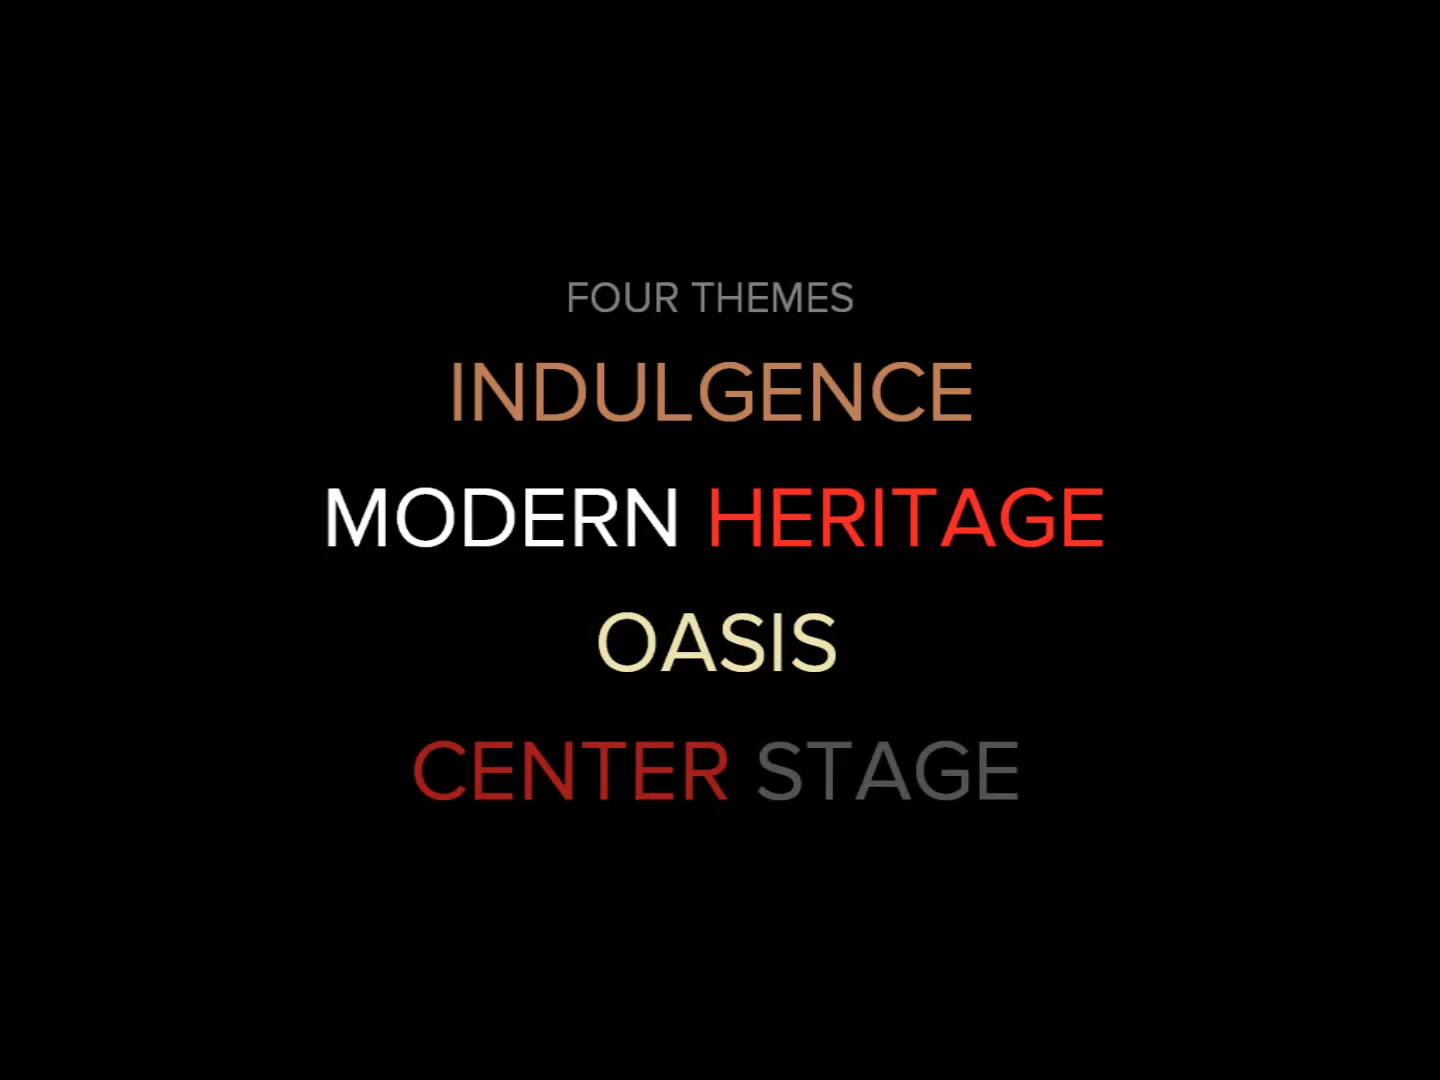 FOUR THEMES
INDULGENCE
MODERN HERITAGE
OASIS
CENTER STAGE